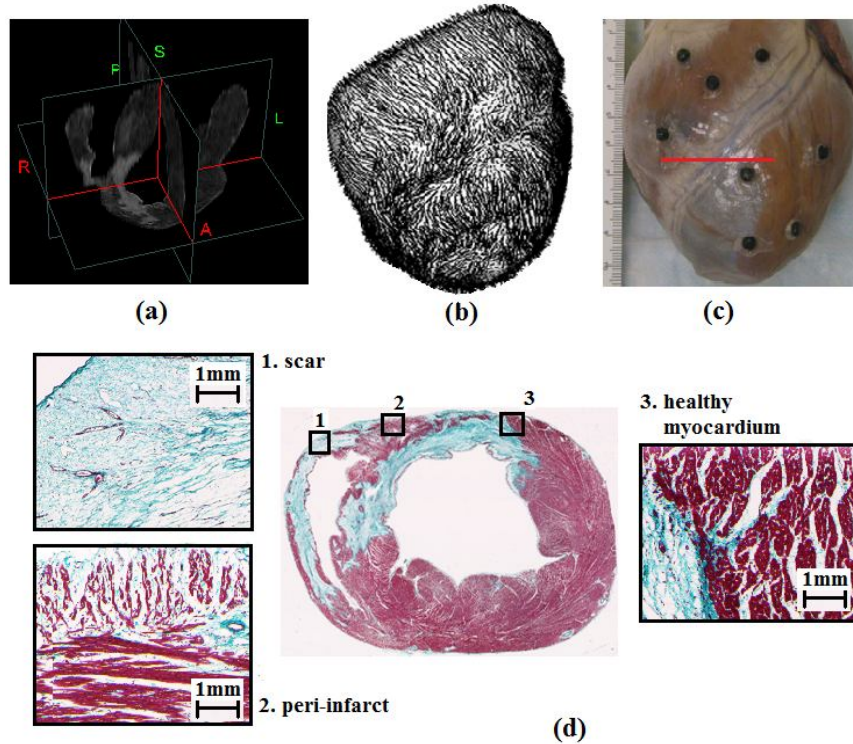 S
P
L
R
A
(a)
(b)
(c)
1. scar
1mm
1
2
3
3. healthy
myocardium
1mm
1mm
2. peri-infarct
(d)